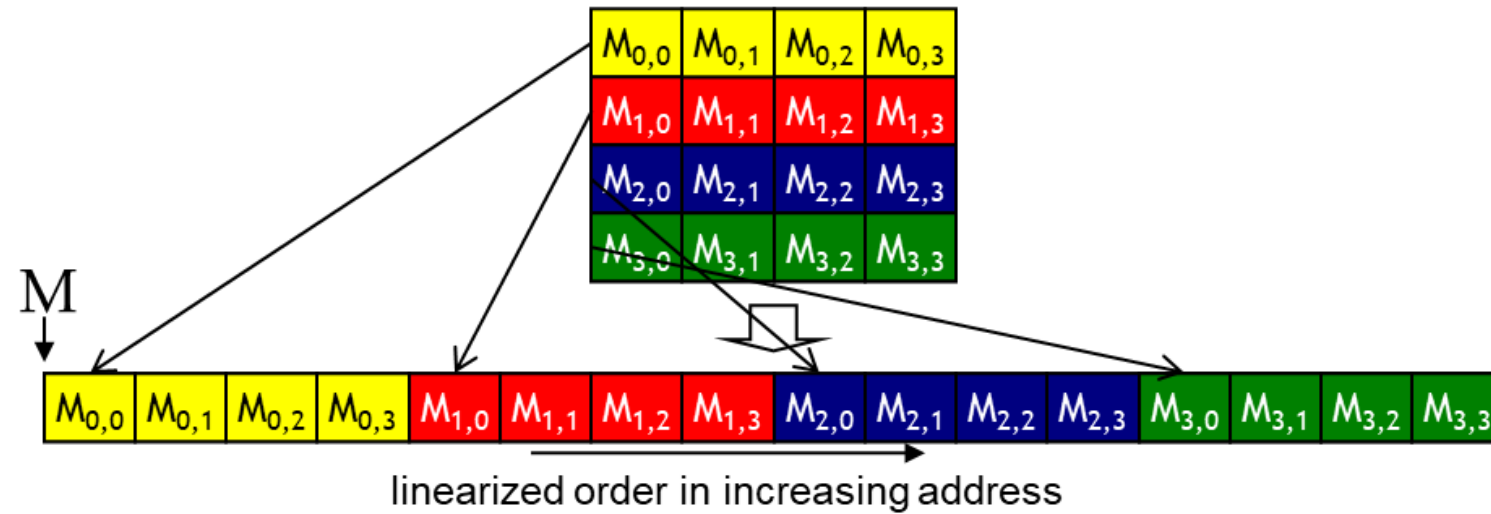 M0,0 M0,1 M0,2 M0,3
M1,0 M1,1 M1,2 M1,3
M2,0 M2,1 M2,2 M2,3
M3,0 M3,1 M3,2 M3,3
M
M0,0 M0,1 M0,2 M0,3 M1,0 M1,1 M1,2 M1,3 M2,0 M2,1 M2,2 M2,3 M3,0 M3,1 M3,2 M3,3
linearized order in increasing address